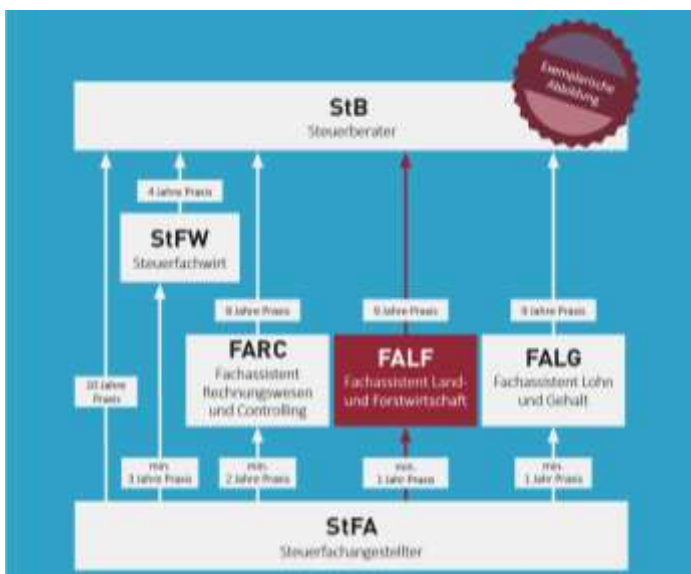 Exemplarische
Abbildung
StB
Steuerberater
4 Jahre Praxis
StFW
Steuerfachwirt
8 Jahre Praxis
9 Jahre Praxis
9 Jahre Praxis
FARC
Fachassistent
Rechnungswesen
und Controlling
FALF
Fachassistent Land-
und Forstwirtschaft
FALG
Fachassistent Lohn
und Gehalt
10 Jahre
Praxis
min.
3 Jahre Praxis
min.
2 Jahre Praxis
min.
1 Jahr Praxis
min.
1 Jahr Praxis
StFA
Steuerfachangestellter